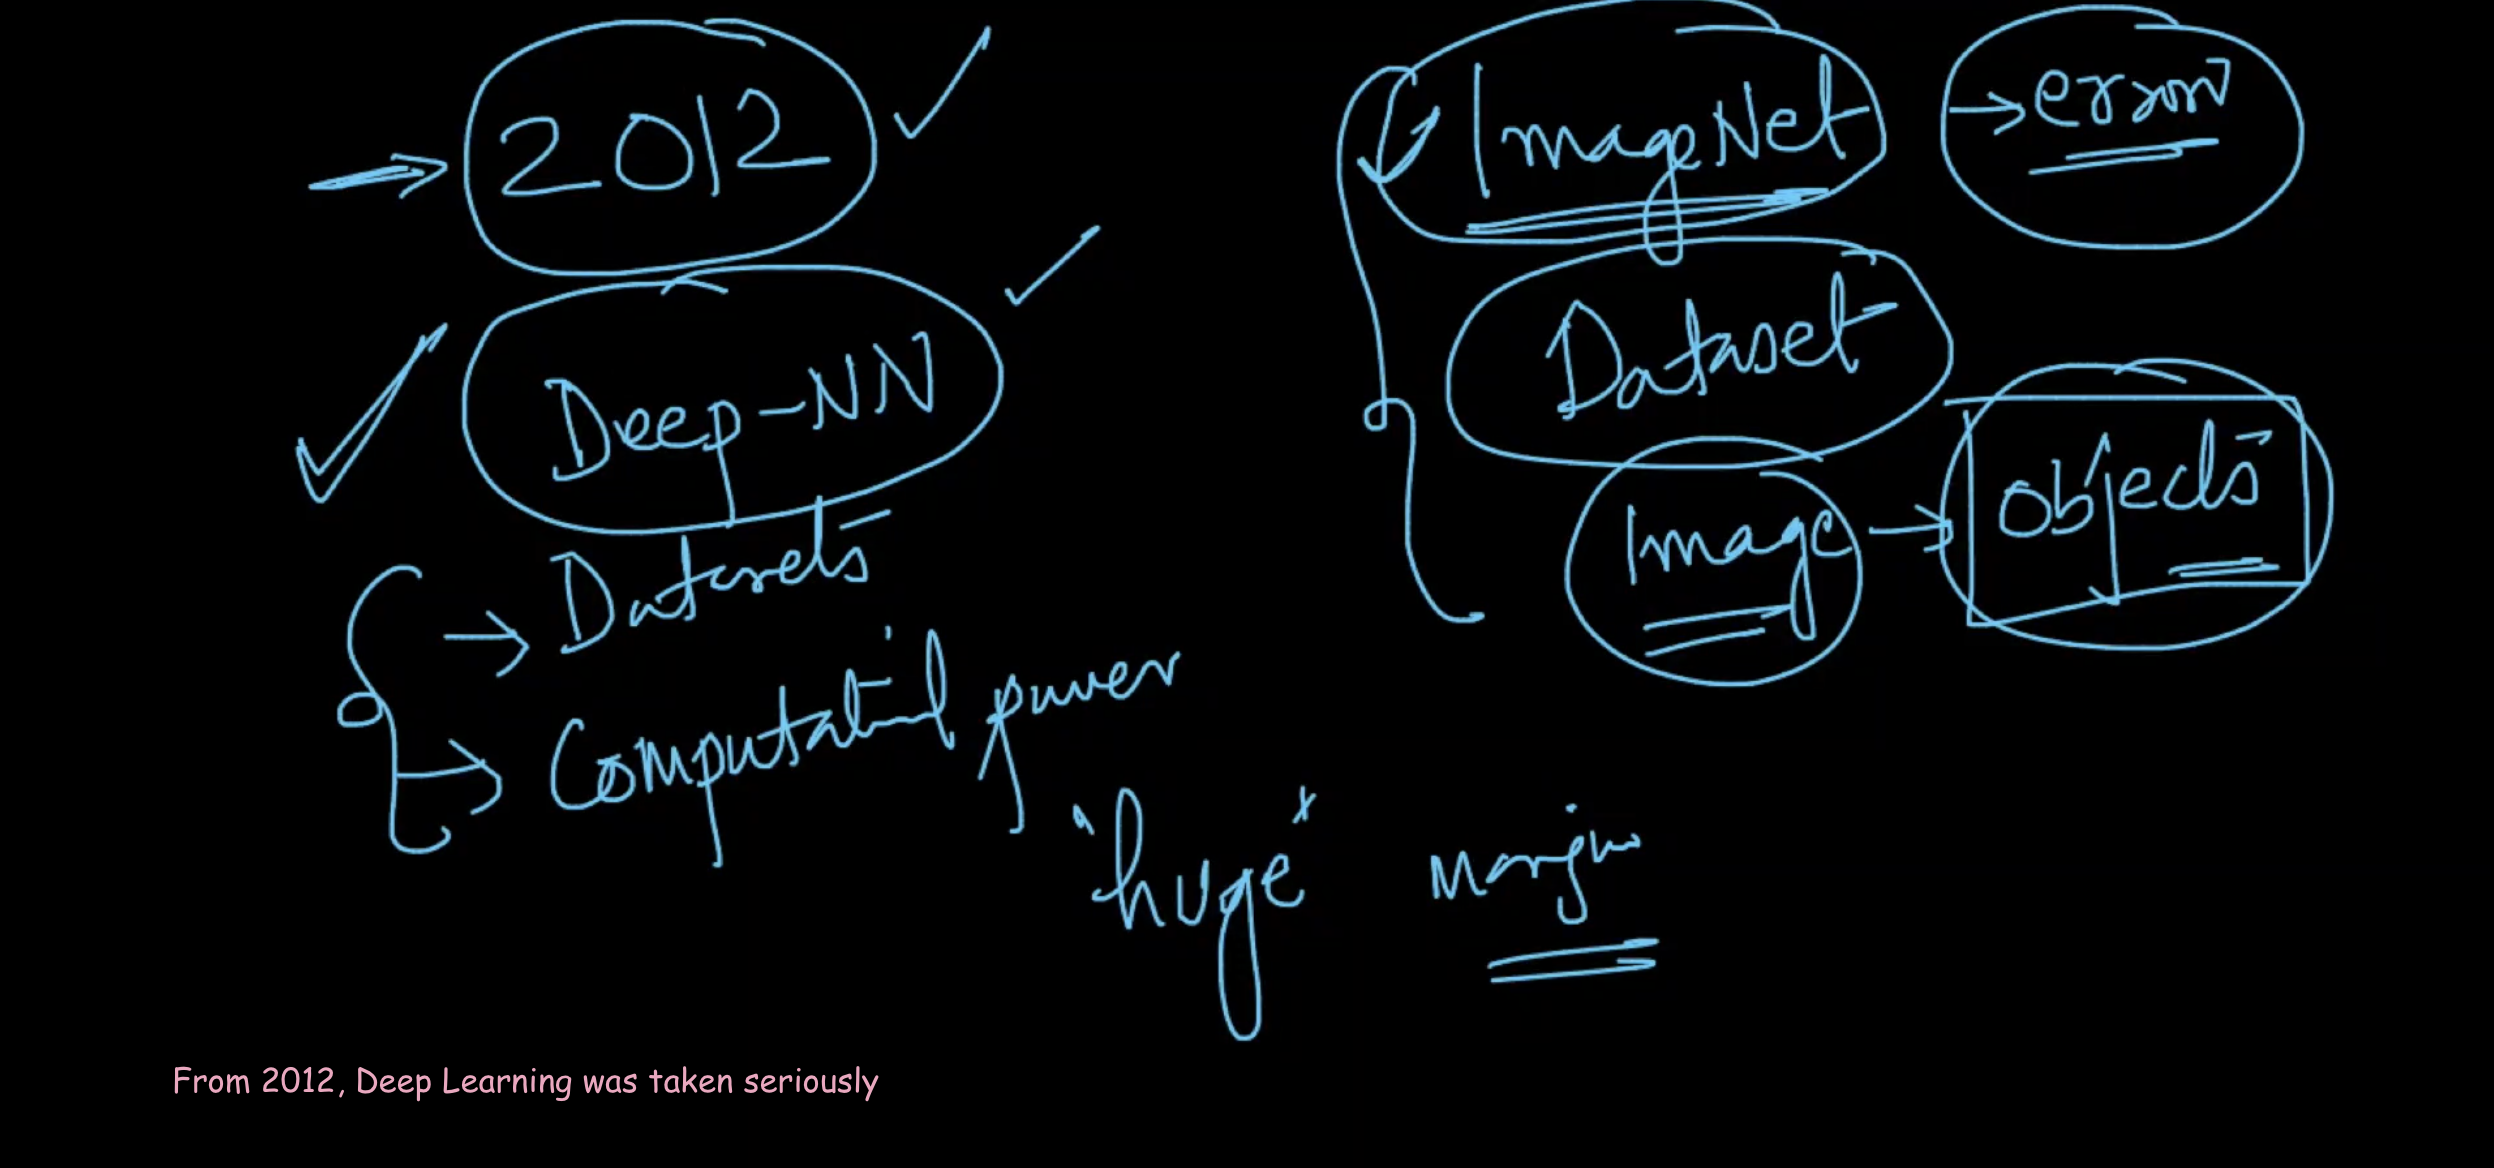 2012
Deep-NN
→ Datasets
→ Computational power
ImageNet → error
Dataset
Image → objects
"huge" margin
From 2012, Deep Learning was taken seriously